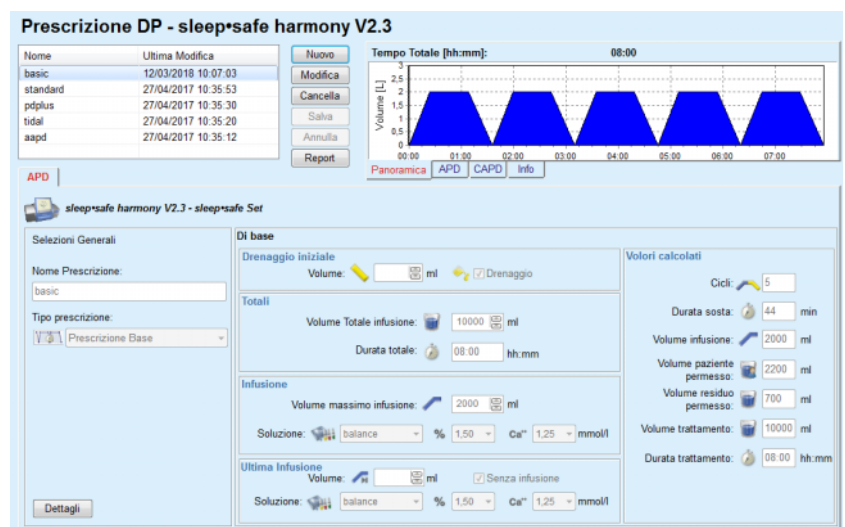 Prescrizione DP - sleep•safe harmony V2.3
Nome Ultima Modifica
basic 12/03/2018 10:07:03
standard 27/04/2017 10:35:53
pdplus 27/04/2017 10:35:30
tidal 27/04/2017 10:35:20
aapd 27/04/2017 10:35:12
Nuovo
Modifica
Cancella
Salva
Annulla
Report
Tempo Totale [hh:mm]: 08:00
Volume [L]
3
2,5
2
1,5
1
0,5
0
00:00 01:00 02:00 03:00 04:00 05:00 06:00 07:00
Panoramica APD CAPD Info
APD
sleep•safe harmony V2.3 - sleep•safe Set
Selezioni Generali
Nome Prescrizione:
basic
Tipo prescrizione:
Prescrizione Base
Dettagli
Di base
Drenaggio iniziale
Volume: ml Drenaggio
Totali
Volume Totale infusione: 10000 ml
Durata totale: 08:00 hh:mm
Infusione
Volume massimo infusione: 2000 ml
Soluzione: balance % 1,50 Ca⁺⁺ 1,25 mmol/l
Ultima Infusione
Volume: ml Senza infusione
Soluzione: balance % 1,50 Ca⁺⁺ 1,25 mmol/l
Valori calcolati
Cicli: 5
Durata sosta: 44 min
Volume infusione: 2000 ml
Volume paziente
permesso: 2200 ml
Volume residuo
permesso: 700 ml
Volume trattamento: 10000 ml
Durata trattamento: 08:00 hh:mm